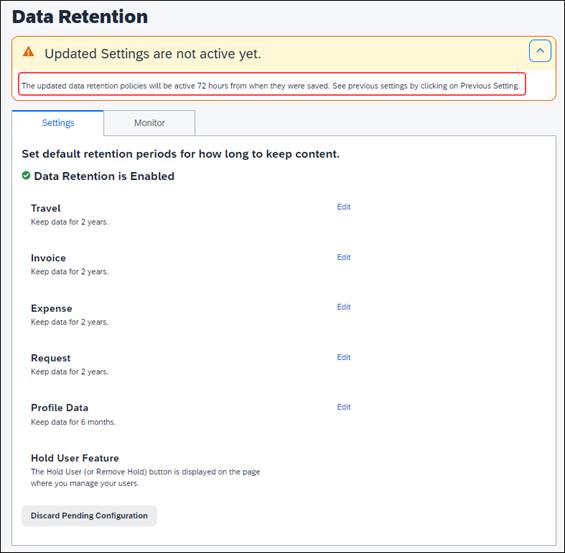 Data Retention
Updated Settings are not active yet.
The updated data retention policies will be active 72 hours from when they were saved. See previous settings by clicking on Previous Setting.
Settings
Monitor
Set default retention periods for how long to keep content.
Data Retention is Enabled
Travel
Edit
Keep data for 2 years.
Invoice
Edit
Keep data for 2 years.
Expense
Edit
Keep data for 2 years.
Request
Edit
Keep data for 2 years.
Profile Data
Edit
Keep data for 6 months.
Hold User Feature
The Hold User (or Remove Hold) button is displayed on the page
where you manage your users.
Discard Pending Configuration